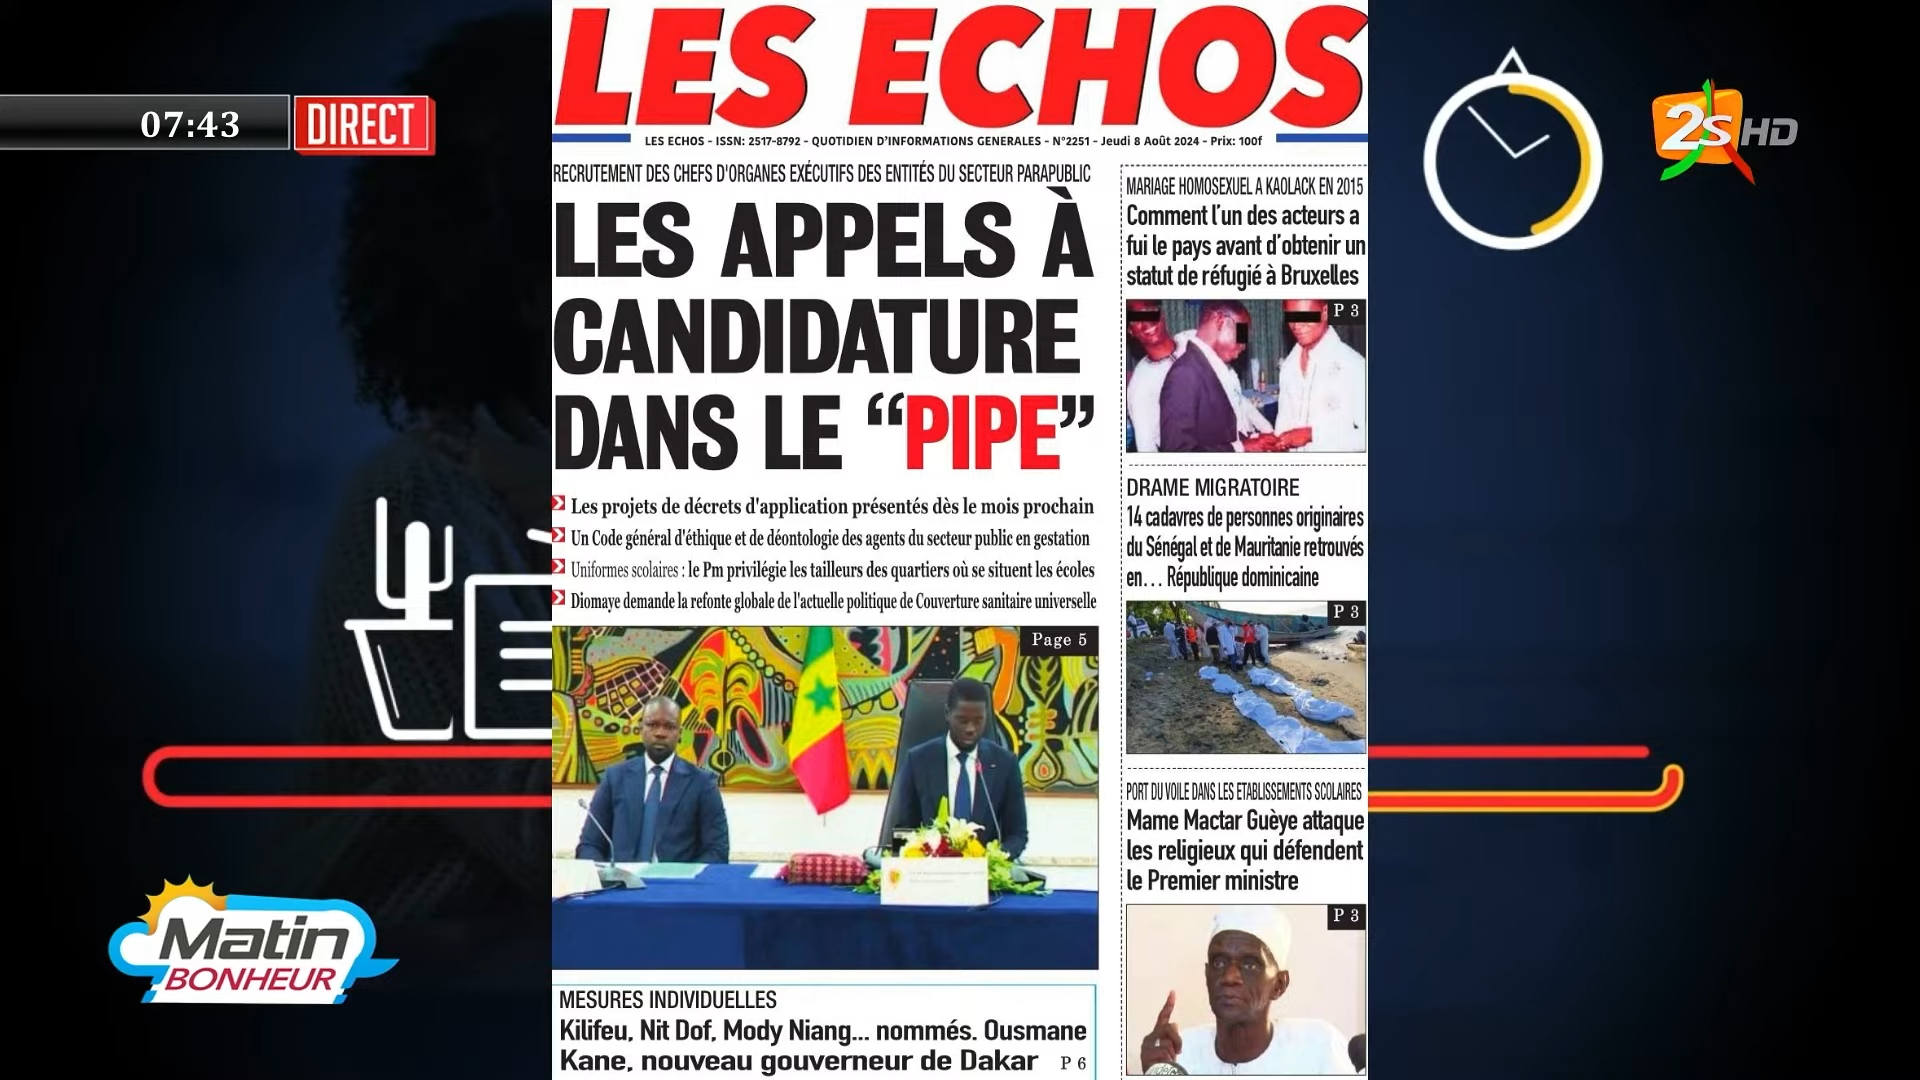 07:43 DIRECT
2s HD
LES ECHOS
LES ECHOS - ISSN: 2517-8792 - QUOTIDIEN D'INFORMATIONS GENERALES - N°2251 - Jeudi 8 Août 2024 - Prix: 100f
RECRUTEMENT DES CHEFS D'ORGANES EXÉCUTIFS DES ENTITÉS DU SECTEUR PARAPUBLIC
LES APPELS À
CANDIDATURE
DANS LE “PIPE”
Les projets de décrets d'application présentés dès le mois prochain
Un Code général d'éthique et de déontologie des agents du secteur public en gestation
Uniformes scolaires : le Pm privilégie les tailleurs des quartiers où se situent les écoles
Diomaye demande la refonte globale de l'actuelle politique de Couverture sanitaire universelle
Page 5
MESURES INDIVIDUELLES
Kilifeu, Nit Dof, Mody Niang... nommés. Ousmane
Kane, nouveau gouverneur de Dakar P 6
MARIAGE HOMOSEXUEL A KAOLACK EN 2015
Comment l’un des acteurs a
fui le pays avant d’obtenir un
statut de réfugié à Bruxelles
P 3
DRAME MIGRATOIRE
14 cadavres de personnes originaires
du Sénégal et de Mauritanie retrouvés
en... République dominicaine
P 3
PORT DU VOILE DANS LES ETABLISSEMENTS SCOLAIRES
Mame Mactar Guèye attaque
les religieux qui défendent
le Premier ministre
P 3
Matin
BONHEUR